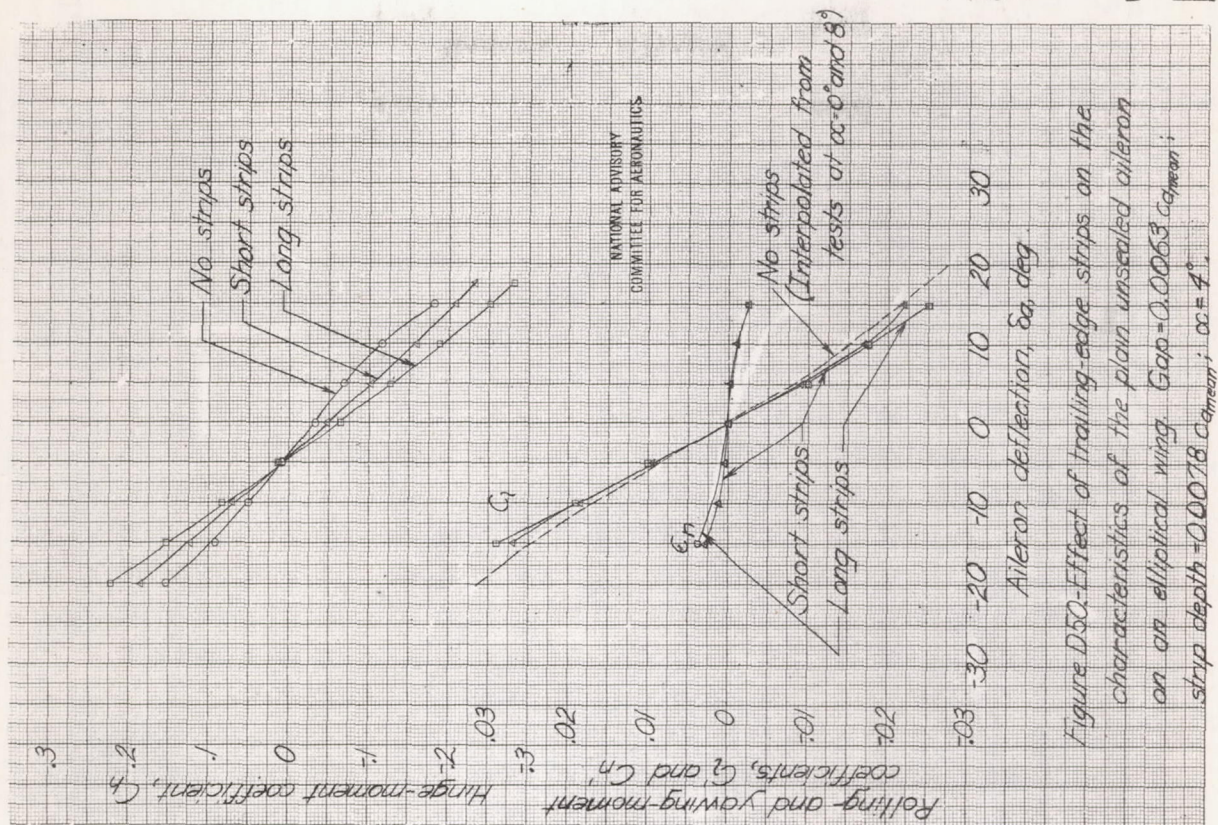 Hinge-moment coefficient, Ch
.3
.2
.1
0
-.1
-.2
-.3
No strips
Short strips
Long strips
NATIONAL ADVISORY
COMMITTEE FOR AERONAUTICS
Rolling- and yawing-moment
coefficients, Cl and Cn
.03
.02
.01
0
-.01
-.02
-.03
Cl
Cn
No strips
(Interpolated from
tests at α=0° and 8°)
Short strips
Long strips
-30 -20 -10 0 10 20 30
Aileron deflection, δa, deg.
Figure D50.-Effect of trailing-edge strips on the
characteristics of the plain unsealed aileron
on an elliptical wing. Gap=0.0063 camean;
strip depth=0.0078 camean; α=4°.